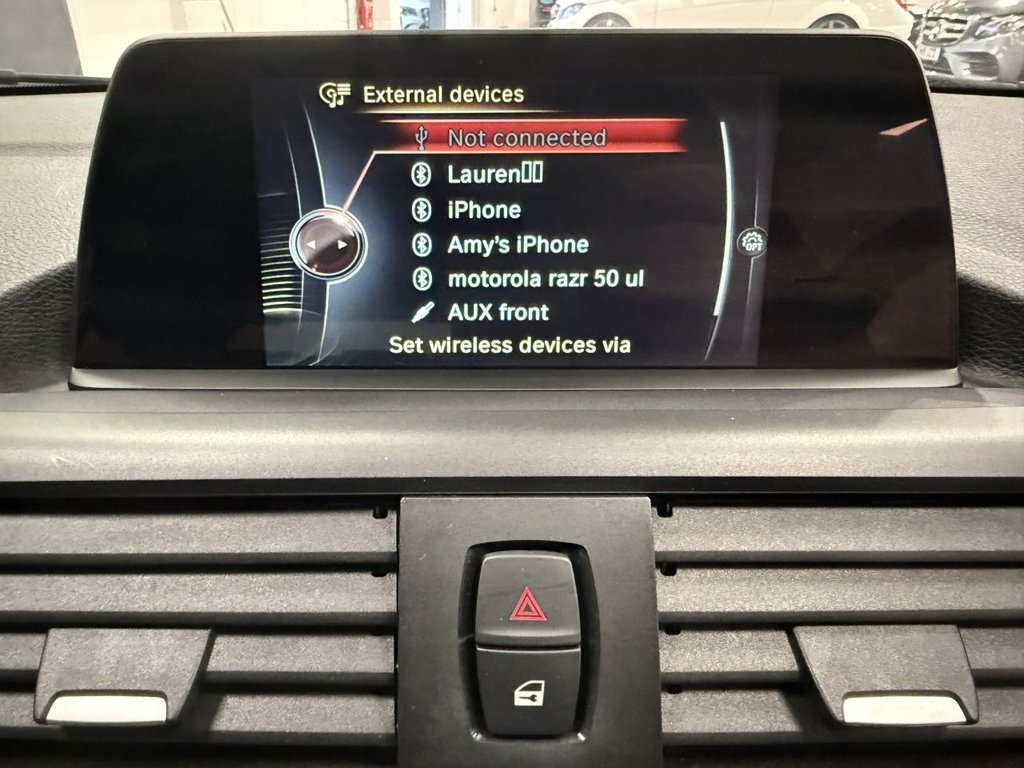 External devices
Not connected
Lauren▯▯
iPhone
Amy's iPhone
motorola razr 50 ul
OPT
AUX front
Set wireless devices via